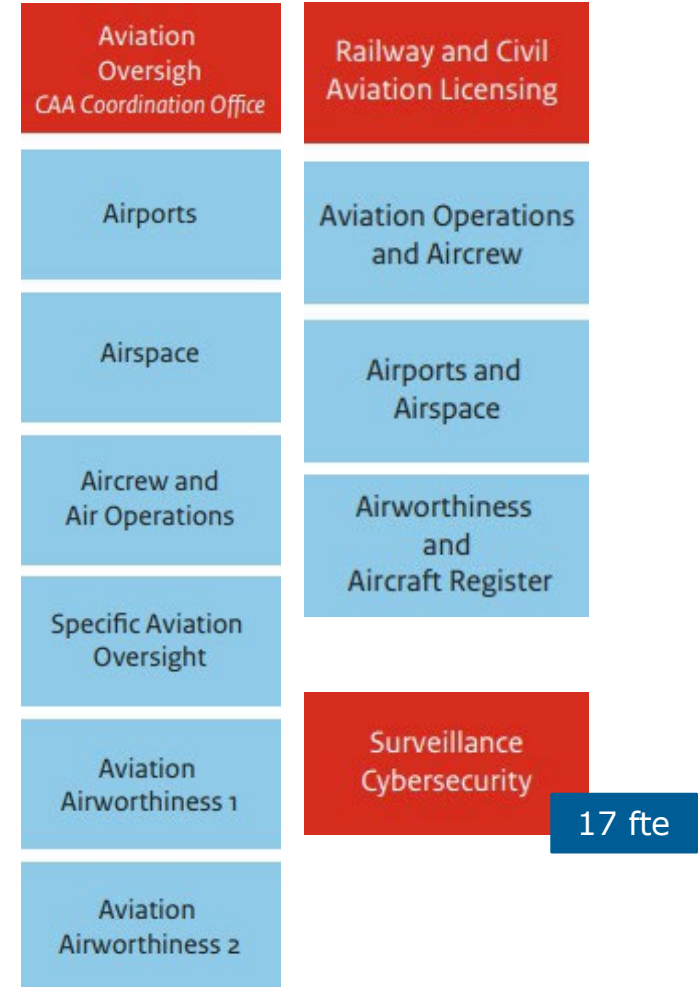 Aviation
Oversigh
CAA Coordination Office
Airports
Airspace
Aircrew and
Air Operations
Specific Aviation
Oversight
Aviation
Airworthiness 1
Aviation
Airworthiness 2
Railway and Civil
Aviation Licensing
Aviation Operations
and Aircrew
Airports and
Airspace
Airworthiness
and
Aircraft Register
Surveillance
Cybersecurity
17 fte